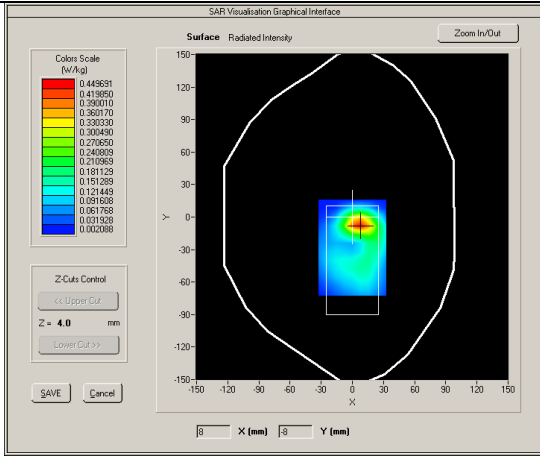 SAR Visualisation Graphical Interface
Surface Radiated Intensity
Zoom In/Out
Colors Scale
(W/kg)
0.449691
0.419850
0.390010
0.360170
0.330330
0.300490
0.270650
0.240809
0.210969
0.181129
0.151289
0.121449
0.091608
0.061768
0.031928
0.002088
Z-Cuts Control
<< Upper Cut
Z = 4.0 mm
Lower Cut >>
SAVE Cancel
150
120
90
60
30
0
-30
-60
-90
-120
-150
Y
-150 -120 -90 -60 -30 0 30 60 90 120 150
X
8 X (mm) -8 Y (mm)